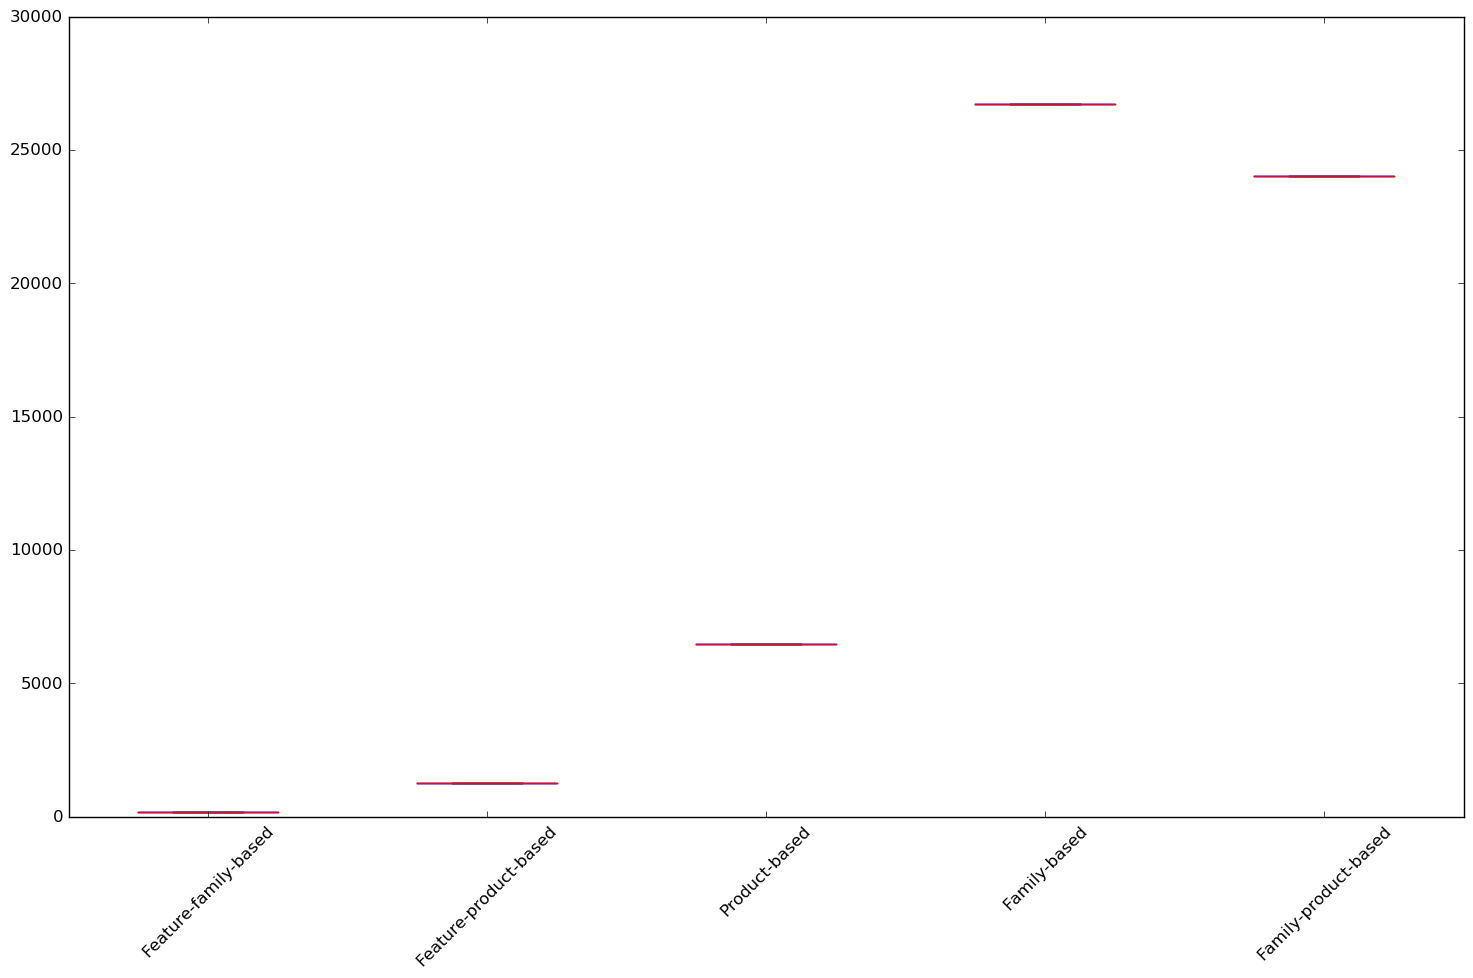 30000
25000
20000
15000
10000
5000
0
Feature-family-based
Feature-product-based
Product-based
Family-based
Family-product-based